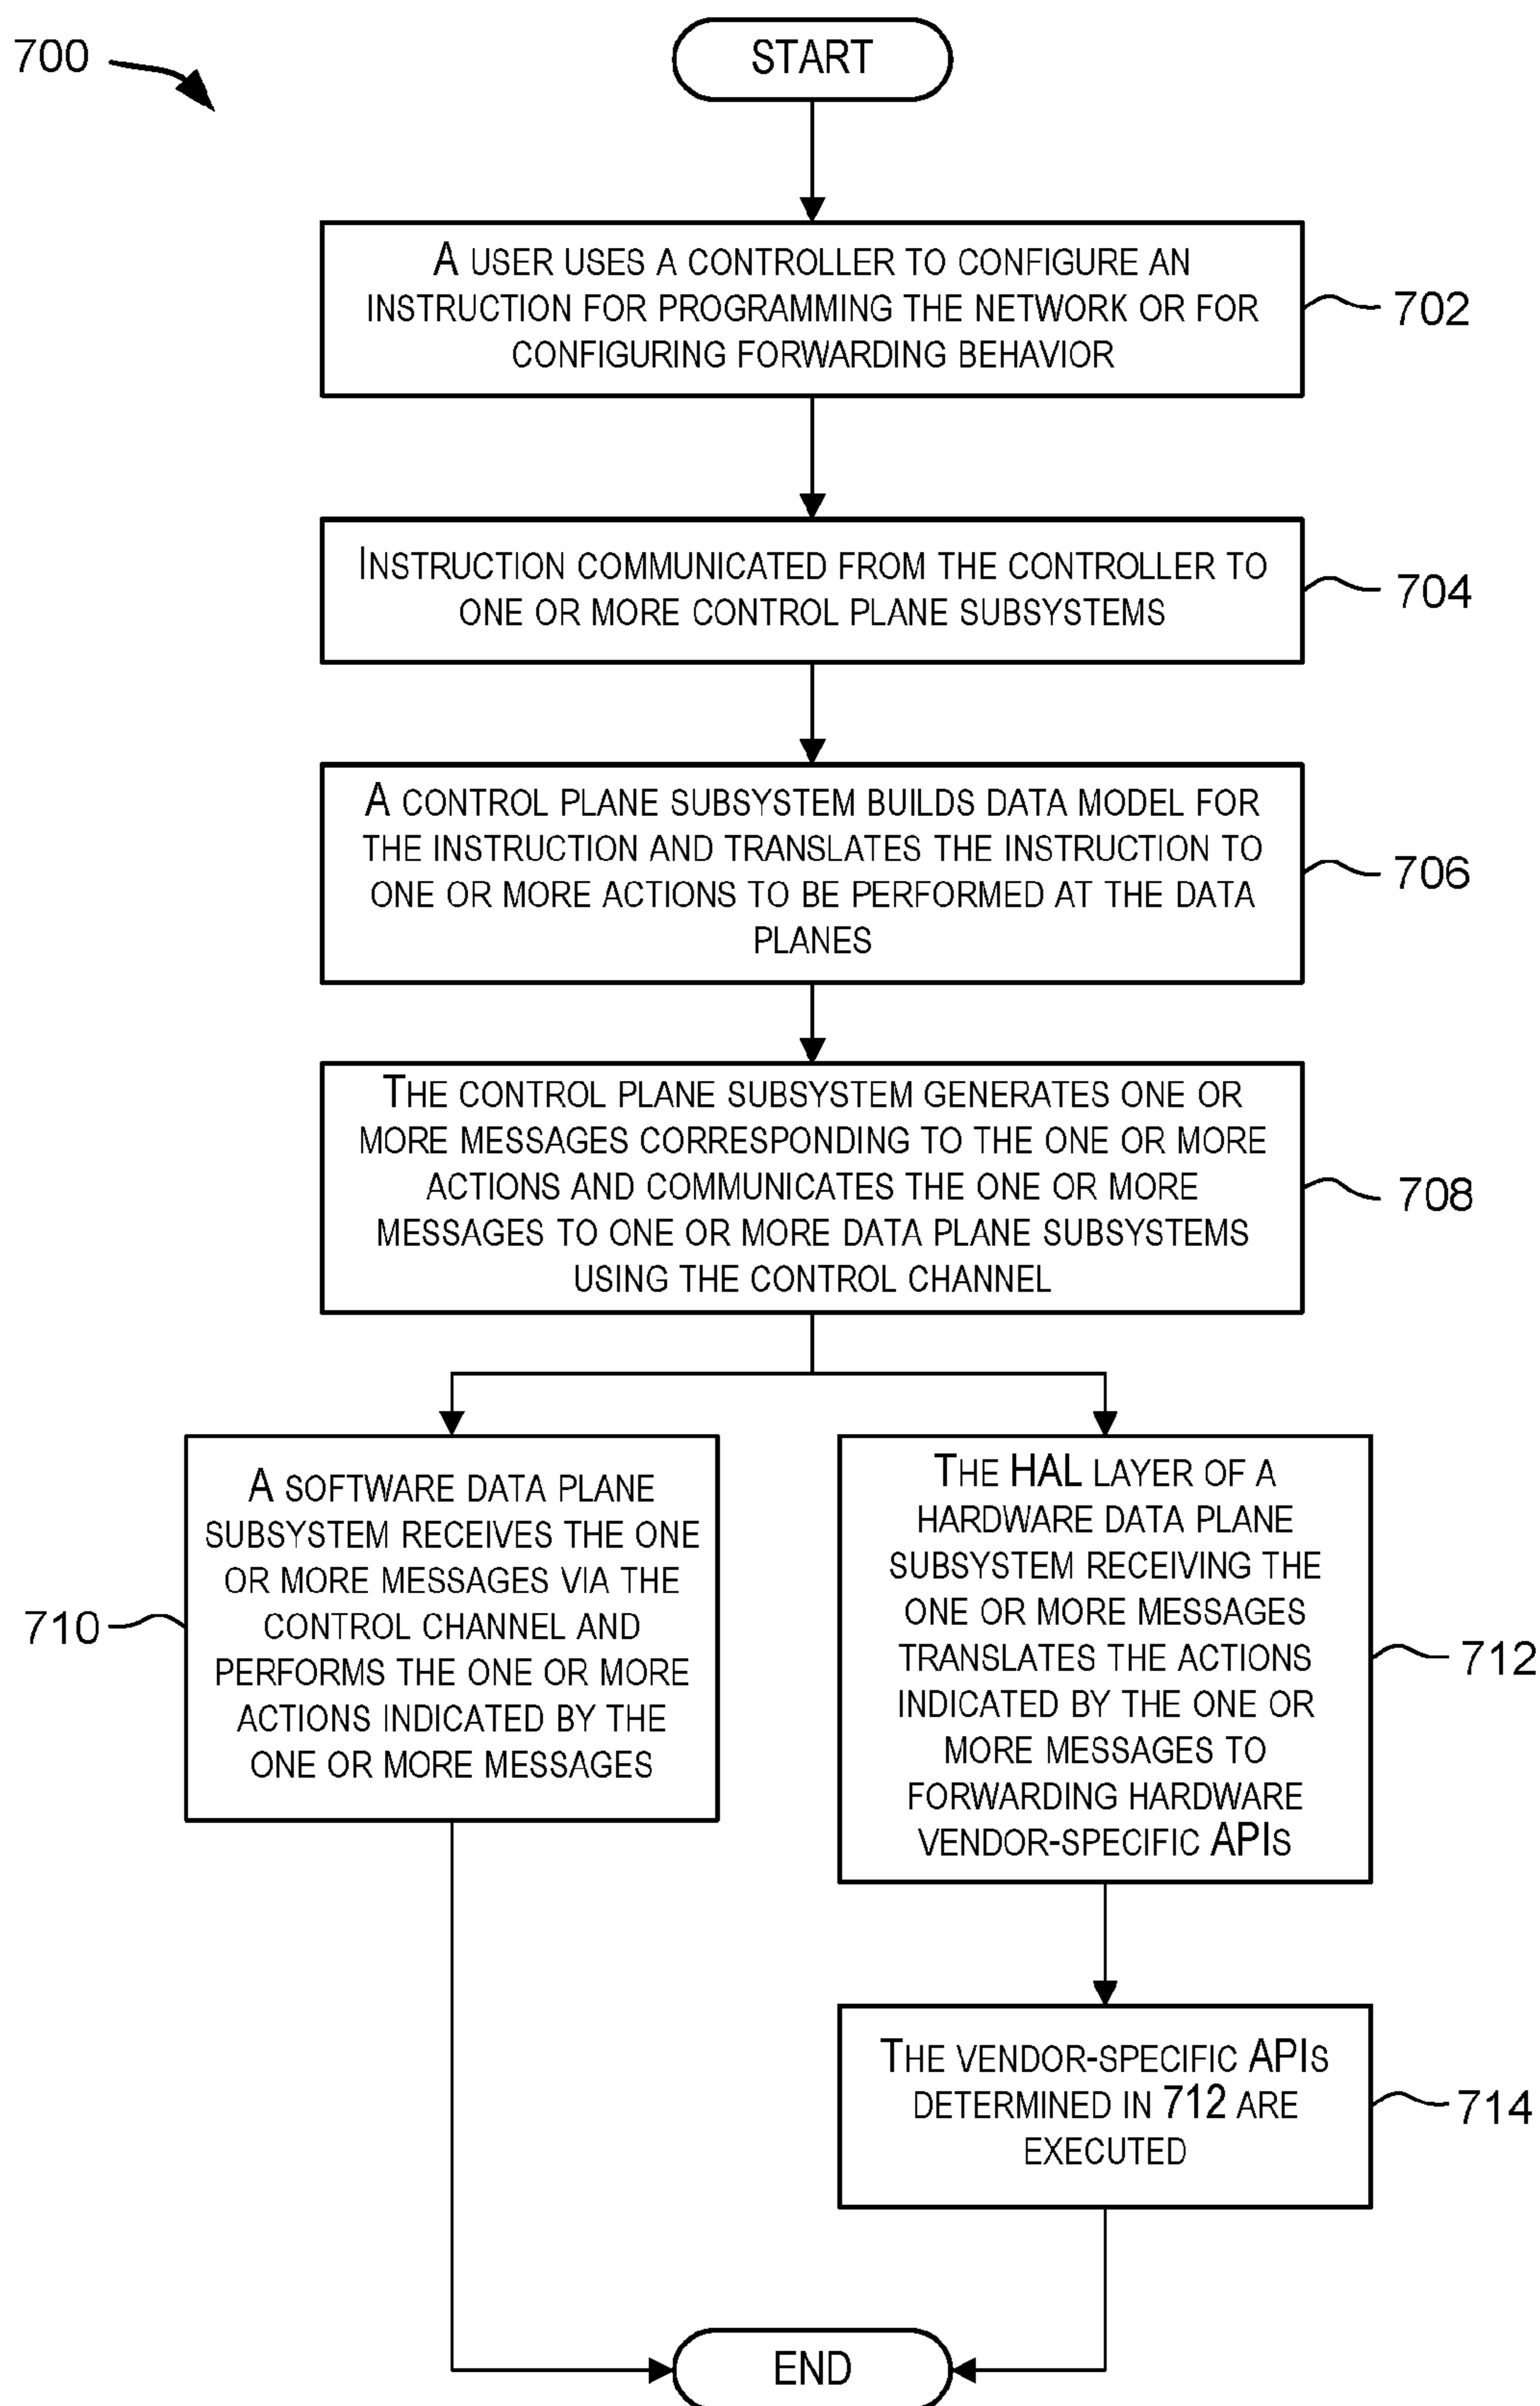 700
START
A USER USES A CONTROLLER TO CONFIGURE AN
INSTRUCTION FOR PROGRAMMING THE NETWORK OR FOR
CONFIGURING FORWARDING BEHAVIOR
702
INSTRUCTION COMMUNICATED FROM THE CONTROLLER TO
ONE OR MORE CONTROL PLANE SUBSYSTEMS
704
A CONTROL PLANE SUBSYSTEM BUILDS DATA MODEL FOR
THE INSTRUCTION AND TRANSLATES THE INSTRUCTION TO
ONE OR MORE ACTIONS TO BE PERFORMED AT THE DATA
PLANES
706
THE CONTROL PLANE SUBSYSTEM GENERATES ONE OR
MORE MESSAGES CORRESPONDING TO THE ONE OR MORE
ACTIONS AND COMMUNICATES THE ONE OR MORE
MESSAGES TO ONE OR MORE DATA PLANE SUBSYSTEMS
USING THE CONTROL CHANNEL
708
A SOFTWARE DATA PLANE
SUBSYSTEM RECEIVES THE ONE
OR MORE MESSAGES VIA THE
CONTROL CHANNEL AND
PERFORMS THE ONE OR MORE
ACTIONS INDICATED BY THE
ONE OR MORE MESSAGES
710
THE HAL LAYER OF A
HARDWARE DATA PLANE
SUBSYSTEM RECEIVING THE
ONE OR MORE MESSAGES
TRANSLATES THE ACTIONS
INDICATED BY THE ONE OR
MORE MESSAGES TO
FORWARDING HARDWARE
VENDOR-SPECIFIC APIS
712
THE VENDOR-SPECIFIC APIS
DETERMINED IN 712 ARE
EXECUTED
714
END